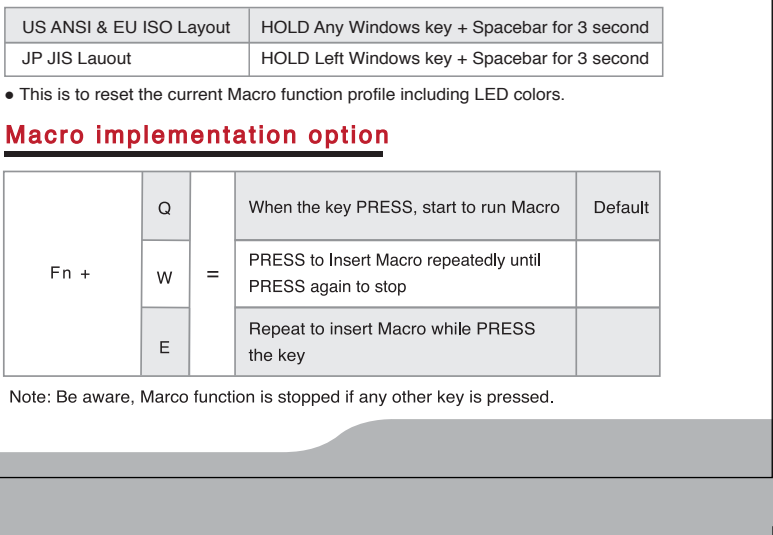 US ANSI & EU ISO Layout HOLD Any Windows key + Spacebar for 3 second
JP JIS Lauout HOLD Left Windows key + Spacebar for 3 second
● This is to reset the current Macro function profile including LED colors.
Macro implementation option
Fn +
Q
=
When the key PRESS, start to run Macro
Default
W
PRESS to Insert Macro repeatedly until
PRESS again to stop
E
Repeat to insert Macro while PRESS
the key
Note: Be aware, Marco function is stopped if any other key is pressed.